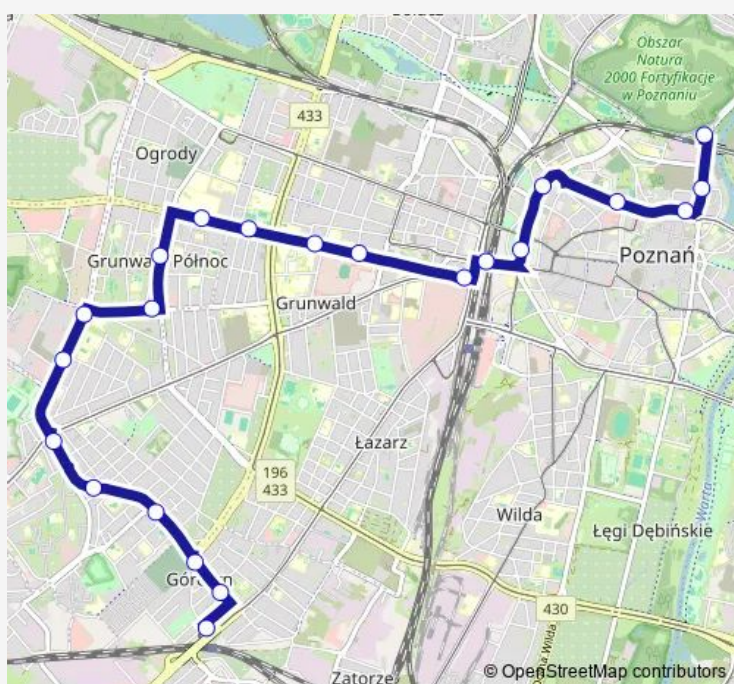 Obszar
Natura
2000 Fortyfikacje
w Poznaniu
433
Ogrody
Poznań
Północ
Grunwald
Łazarz
196
433
Wilda
Łęgi Dębińskie
Warta
430
Zatorze
© OpenStreetMap contributors